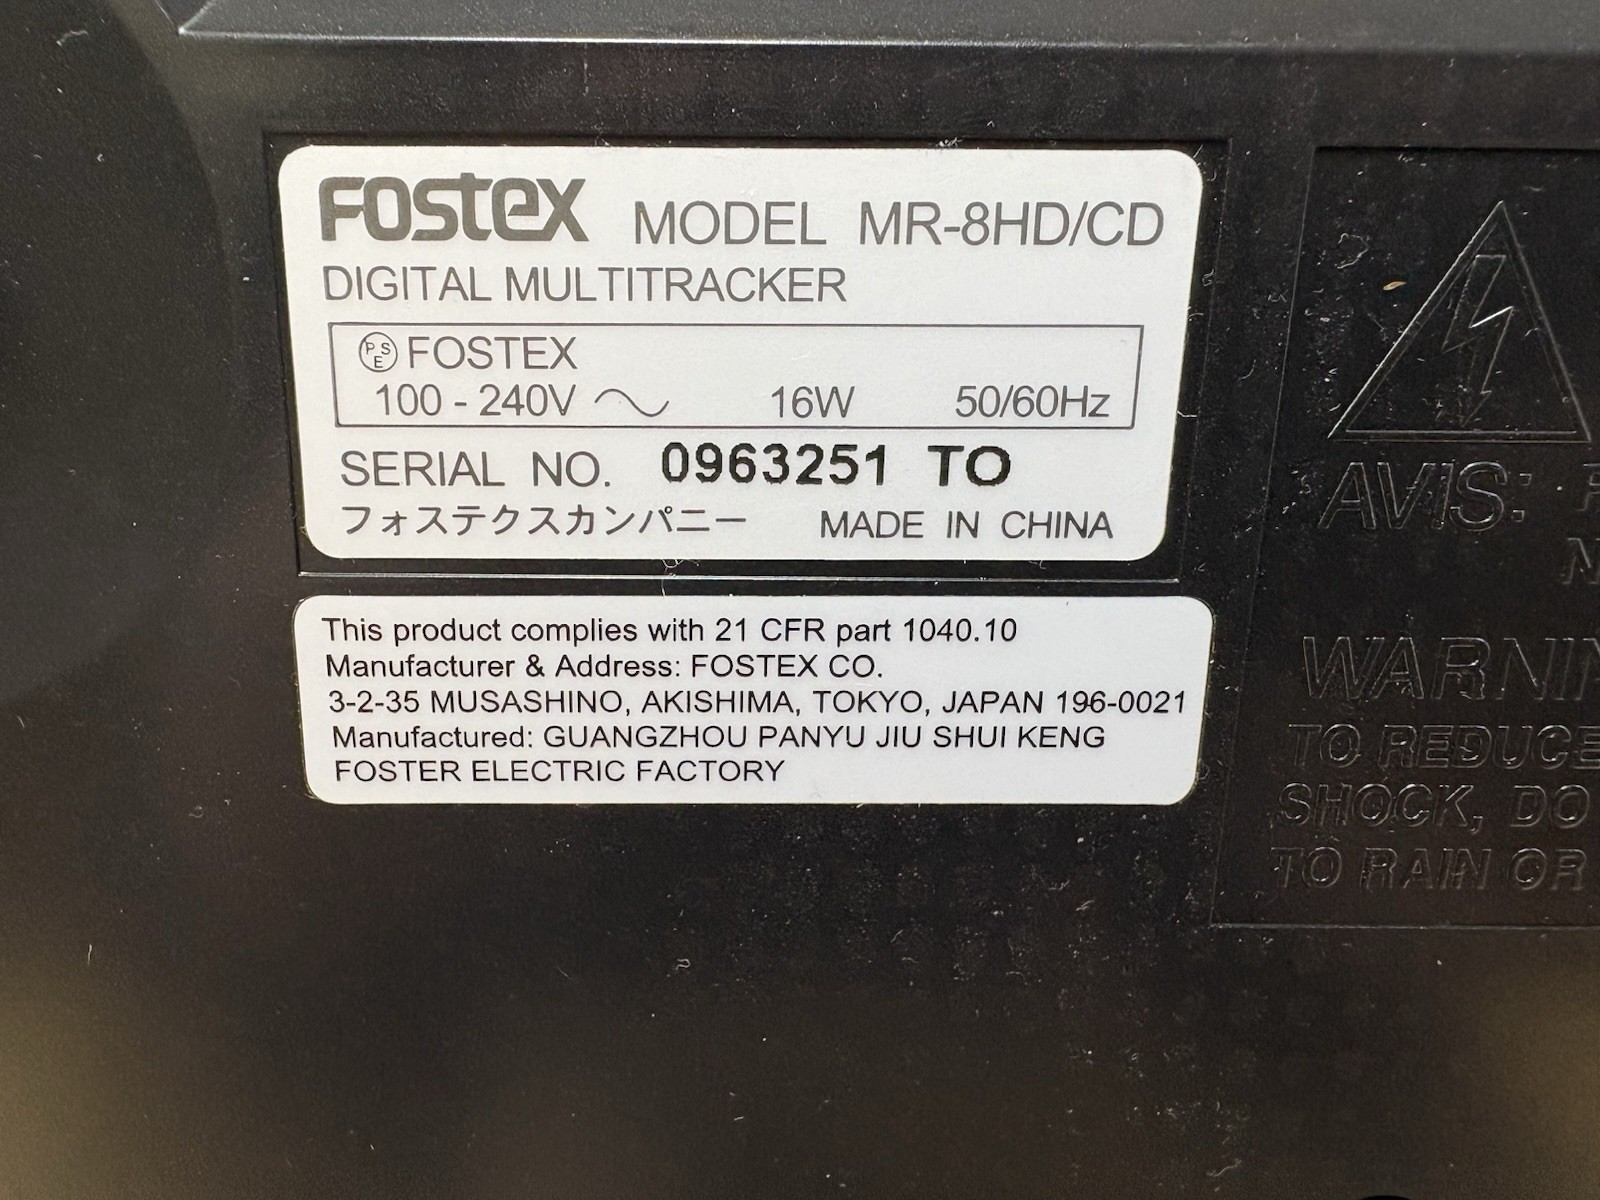 FOSTEX MODEL MR-8HD/CD
DIGITAL MULTITRACKER
PSE FOSTEX
100 - 240V 16W 50/60Hz
SERIAL NO. 0963251 TO
フォステクスカンパニー MADE IN CHINA
This product complies with 21 CFR part 1040.10
Manufacturer & Address: FOSTEX CO.
3-2-35 MUSASHINO, AKISHIMA, TOKYO, JAPAN 196-0021
Manufactured: GUANGZHOU PANYU JIU SHUI KENG
FOSTER ELECTRIC FACTORY
AVIS:
TO REDUCE
SHOCK, DO
TO RAIN OR